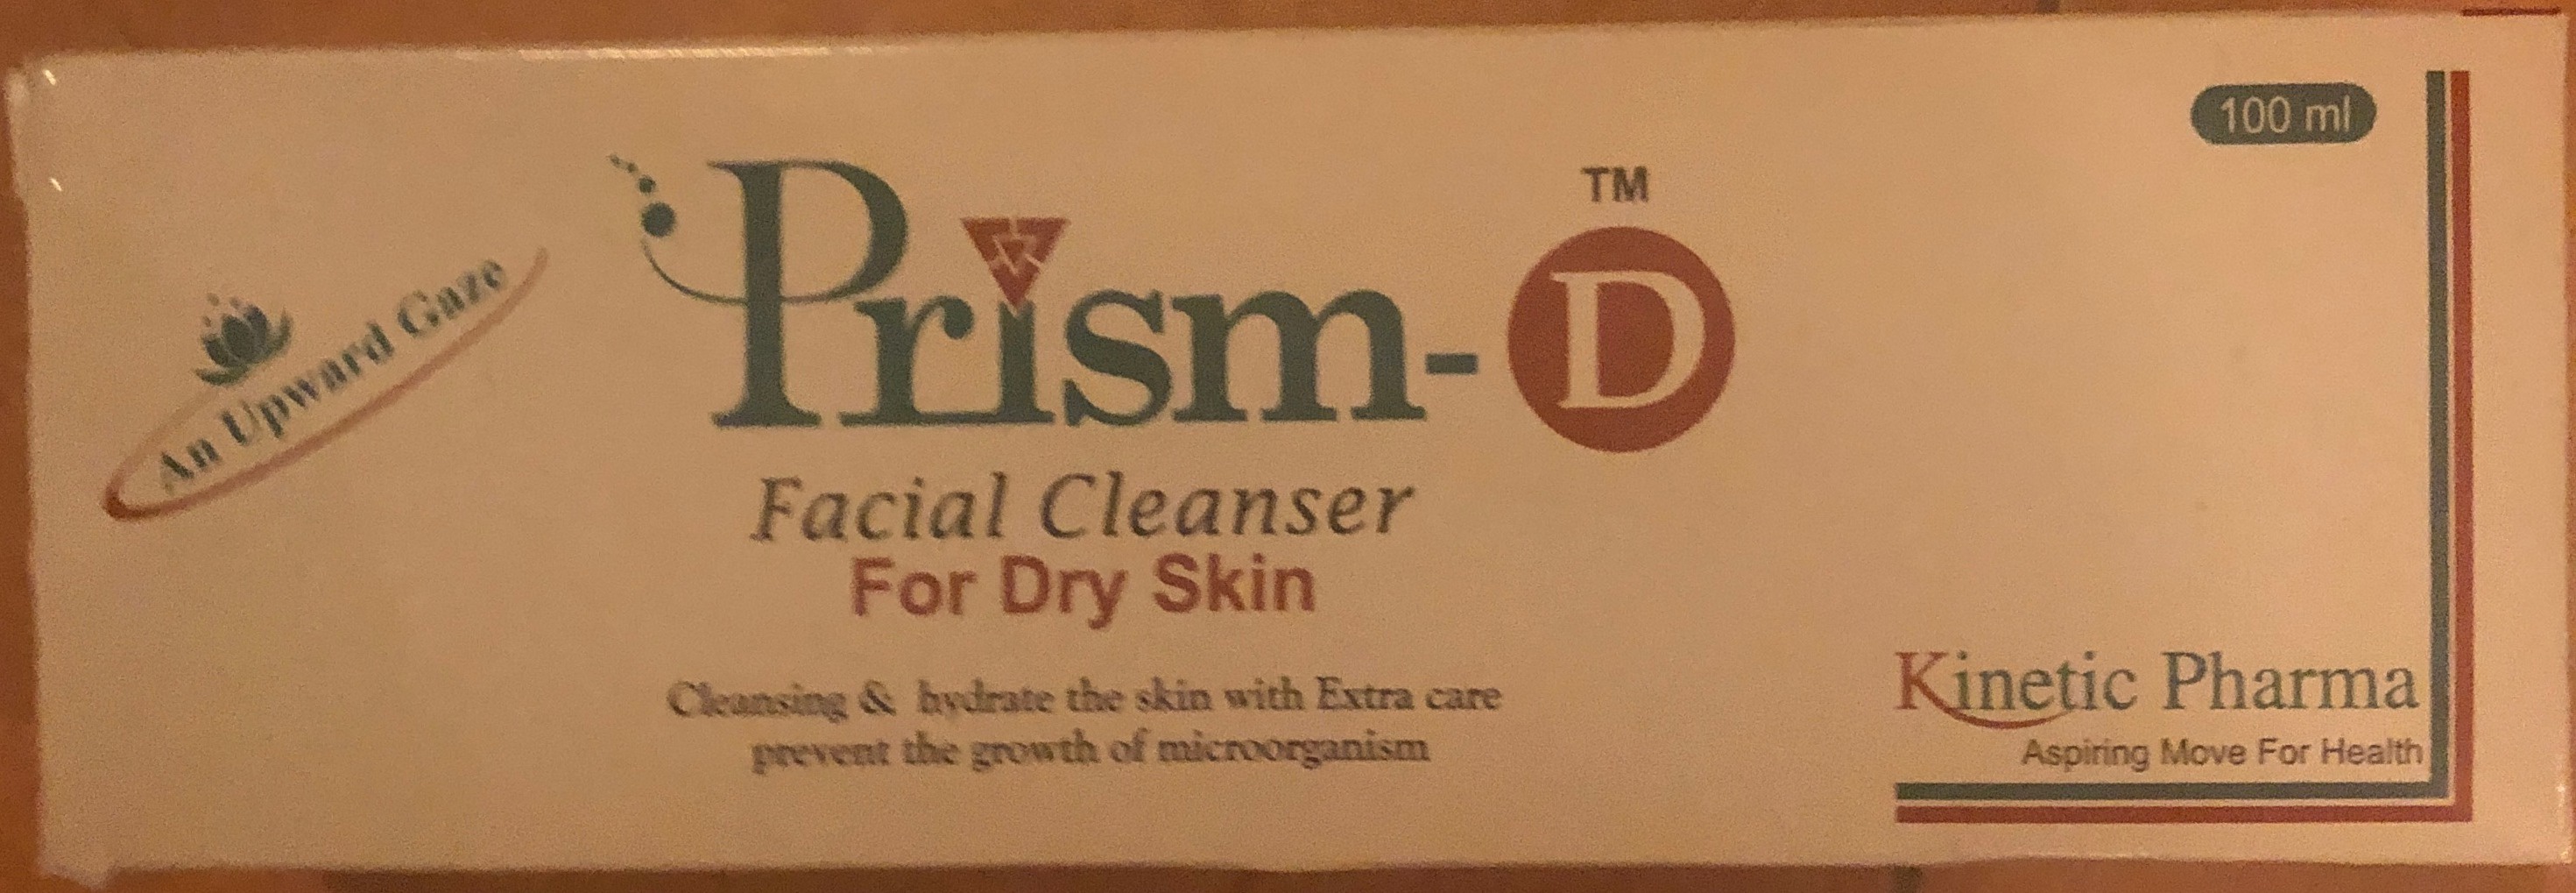 100 ml
An Upward Gaze
Prism-D TM
Facial Cleanser
For Dry Skin
Cleansing & hydrate the skin with Extra care
prevent the growth of microorganism
Kinetic Pharma
Aspiring Move For Health